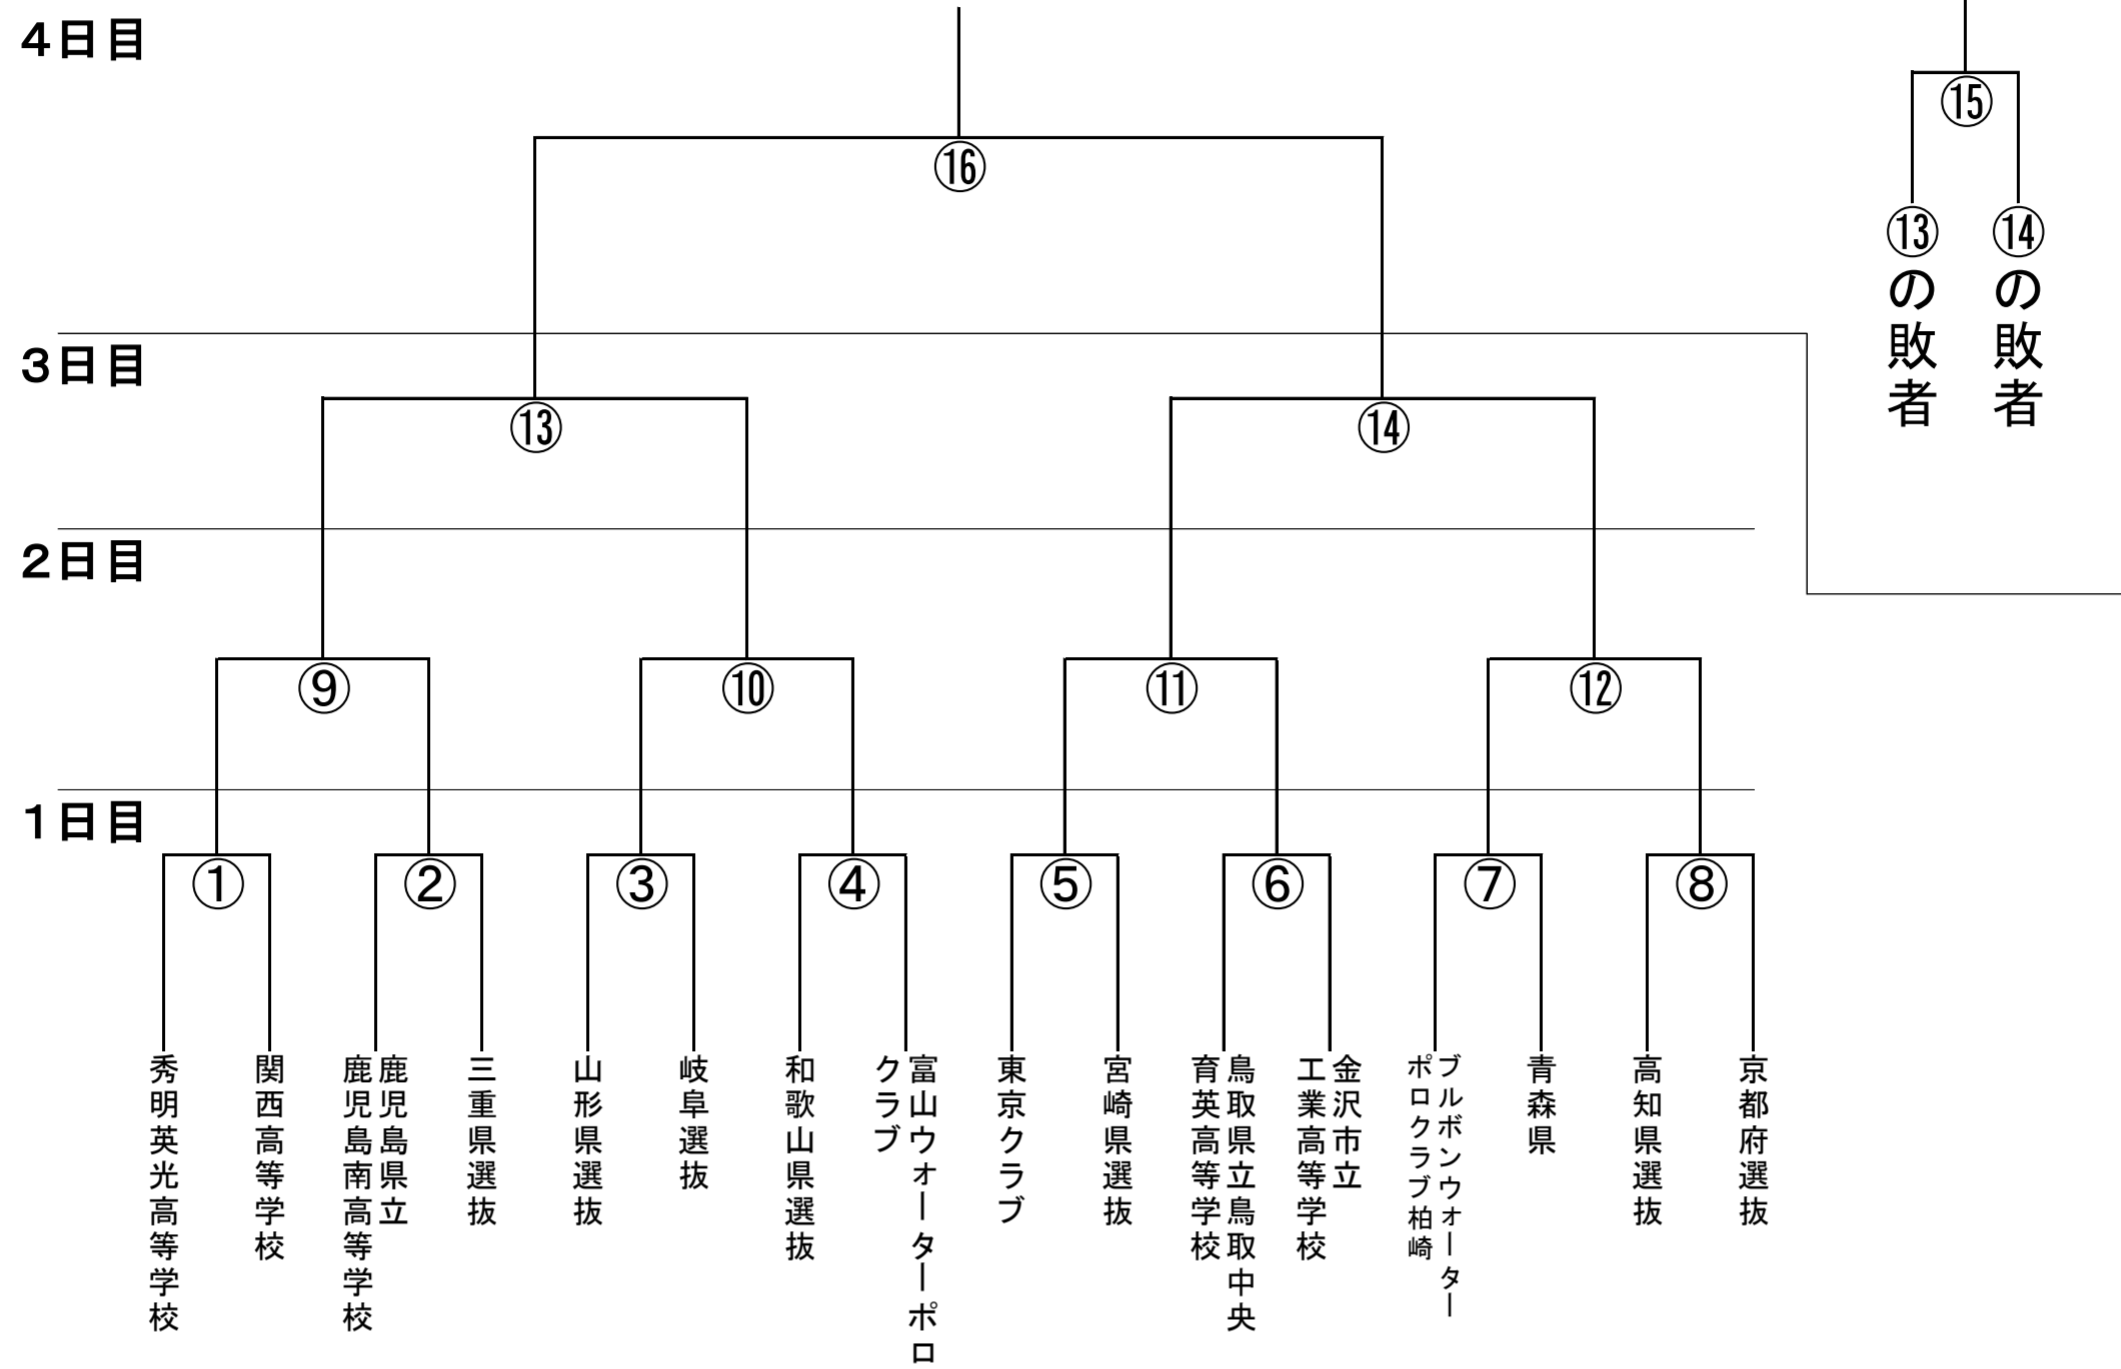 ４日目
⑮
⑯
⑬の敗者
⑭の敗者
３日目
⑬
⑭
２日目
⑨
⑩
⑪
⑫
１日目
①
②
③
④
⑤
⑥
⑦
⑧
秀明英光高等学校
関西高等学校
鹿児島県立
鹿児島南高等学校
三重県選抜
山形県選抜
岐阜選抜
和歌山県選抜
富山ウォーターポロ
クラブ
東京クラブ
宮崎県選抜
鳥取県立鳥取中央
育英高等学校
金沢市立
工業高等学校
ブルボンウオーター
ポロクラブ柏崎
青森県
高知県選抜
京都府選抜